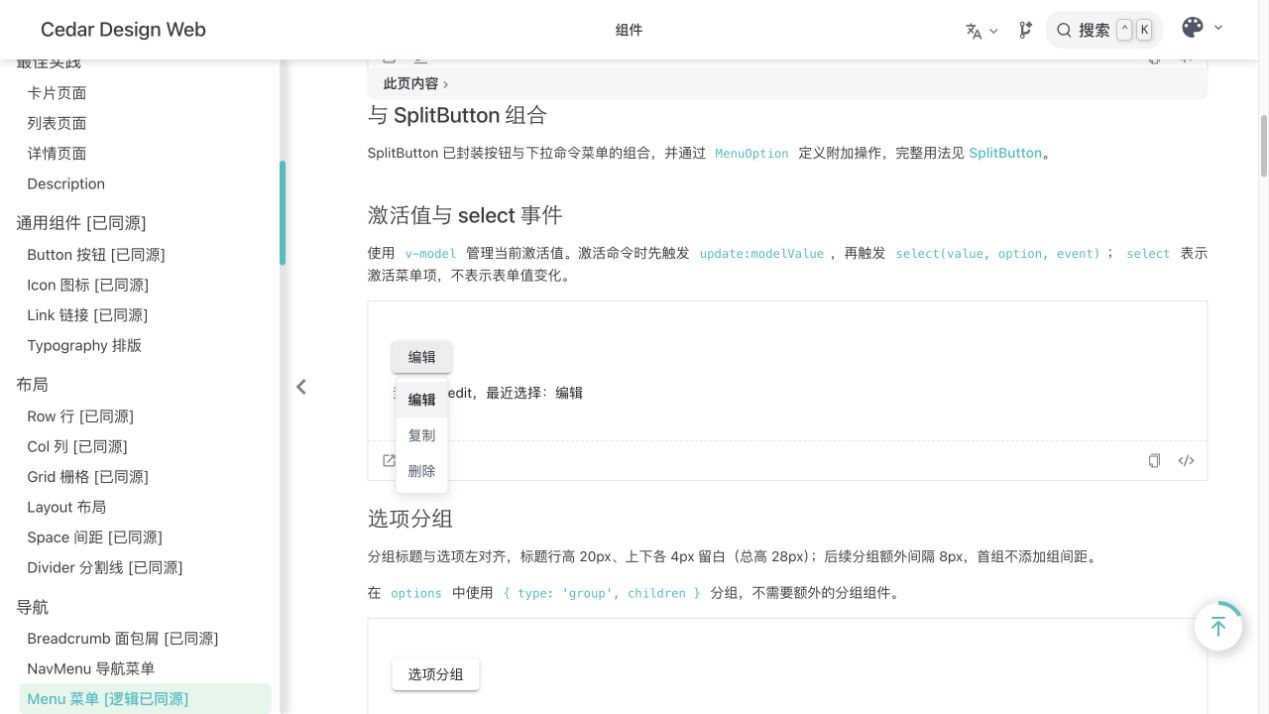 Cedar Design Web
组件
搜索
^
K
最佳实践
卡片页面
列表页面
详情页面
Description
通用组件 [已同源]
Button 按钮 [已同源]
Icon 图标 [已同源]
Link 链接 [已同源]
Typography 排版
布局
Row 行 [已同源]
Col 列 [已同源]
Grid 栅格 [已同源]
Layout 布局
Space 间距 [已同源]
Divider 分割线 [已同源]
导航
Breadcrumb 面包屑 [已同源]
NavMenu 导航菜单
Menu 菜单 [逻辑已同源]
此页内容
与 SplitButton 组合
SplitButton 已封装按钮与下拉命令菜单的组合，并通过 MenuOption 定义附加操作，完整用法见 SplitButton。
激活值与 select 事件
使用 v-model 管理当前激活值。激活命令时先触发 update:modelValue ，再触发 select(value, option, event) ； select 表示
激活菜单项，不表示表单值变化。
编辑
edit，最近选择：编辑
编辑
复制
删除
选项分组
分组标题与选项左对齐，标题行高 20px、上下各 4px 留白（总高 28px）；后续分组额外间隔 8px，首组不添加组间距。
在 options 中使用 { type: 'group', children } 分组，不需要额外的分组组件。
选项分组